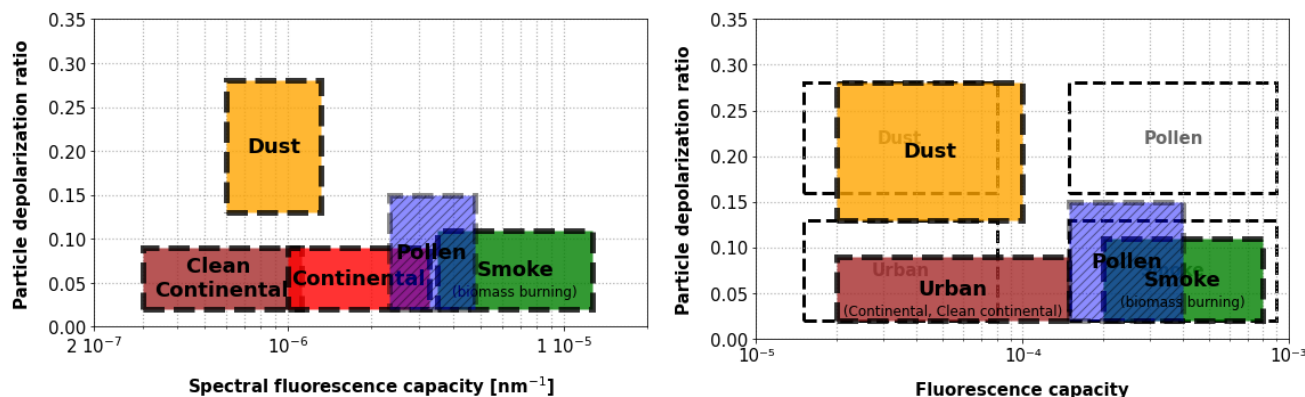 Particle depolarization ratio
0.35
0.30
0.25
0.20
0.15
0.10
0.05
0.00
Dust
Clean
Continental
Continental
Pollen
Smoke
(biomass burning)
2 10⁻⁷
10⁻⁶
1 10⁻⁵
Spectral fluorescence capacity [nm⁻¹]
Particle depolarization ratio
0.35
0.30
0.25
0.20
0.15
0.10
0.05
0.00
Dust
Pollen
Dust
Urban
Urban
(Continental, Clean continental)
Pollen
Smoke
(biomass burning)
10⁻⁵
10⁻⁴
10⁻³
Fluorescence capacity